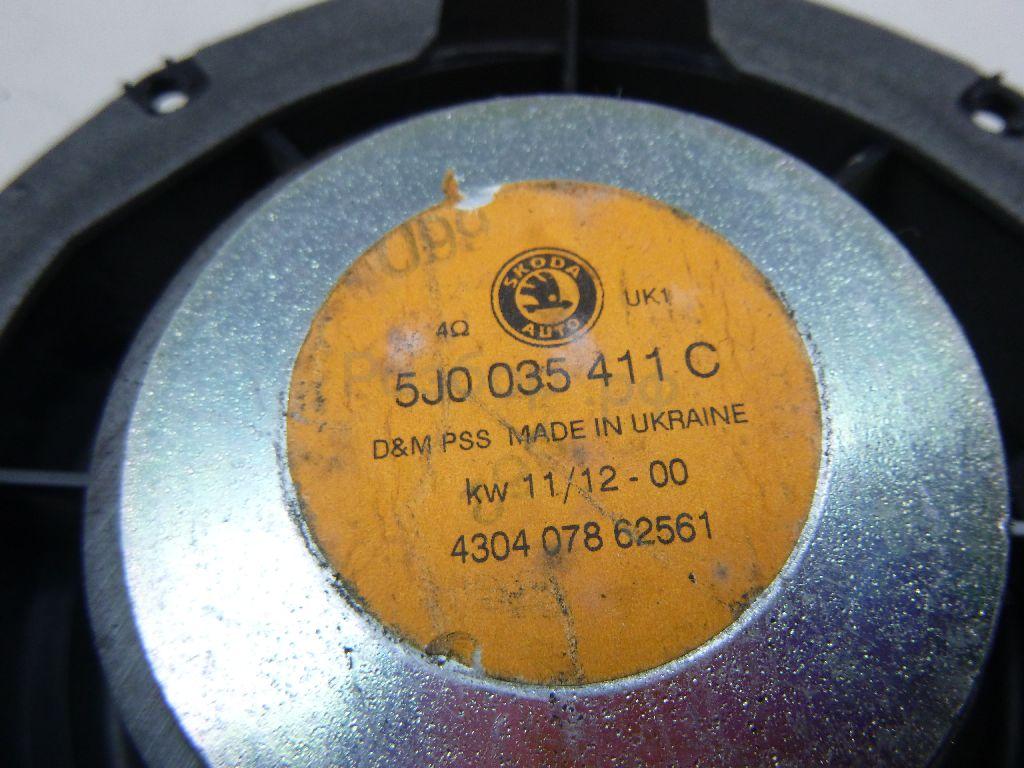 SKODA
AUTO
4Ω UK1
5J0 035 411 C
D&M PSS MADE IN UKRAINE
kw 11/12 - 00
4304 078 62561